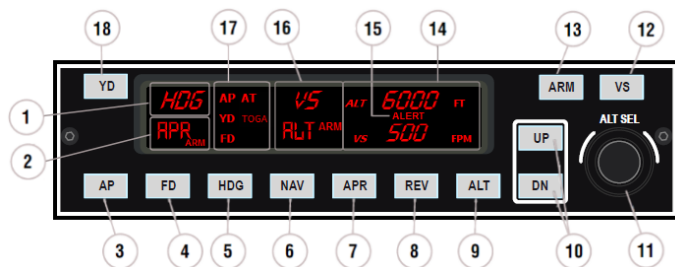 18 17 16 15 14 13 12
YD ARM VS
1 HDG AP AT VS ALT 6000 FT
YD TOGA ALERT
2 APR ARM FD ALT ARM VS 500 FPM
ALT SEL
UP
DN
AP FD HDG NAV APR REV ALT
3 4 5 6 7 8 9 10 11